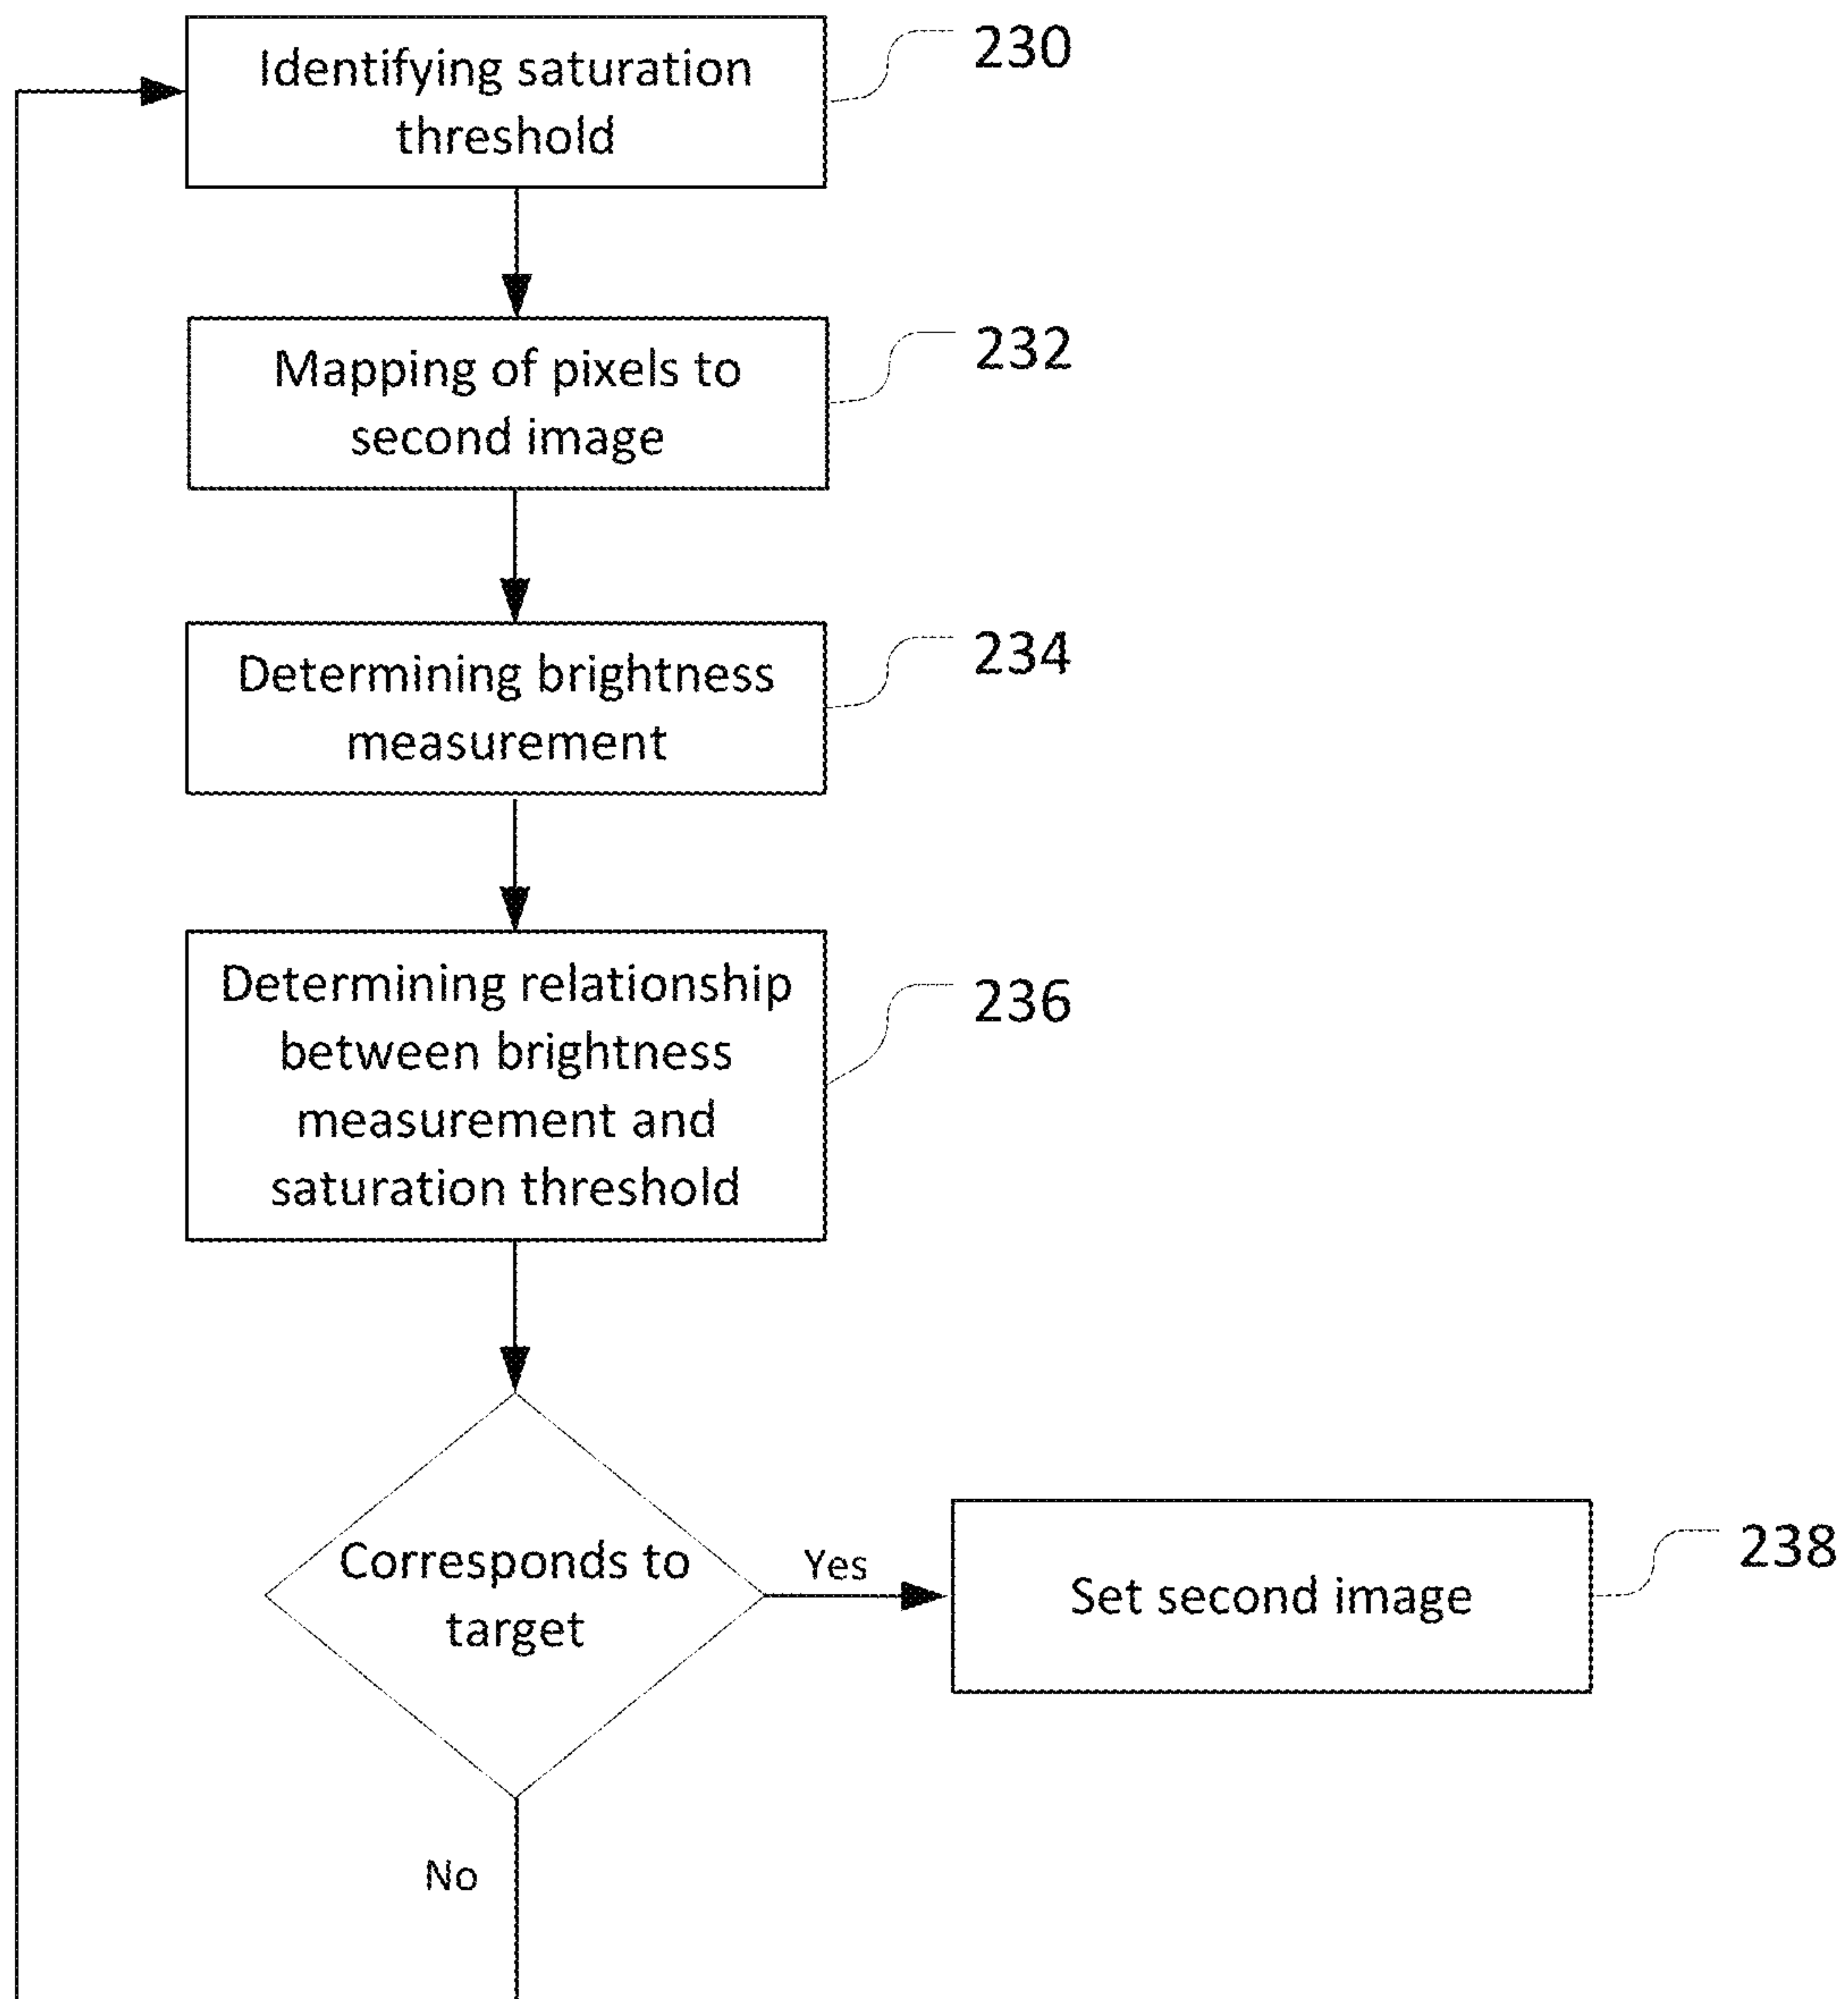 Identifying saturation
threshold
230
Mapping of pixels to
second image
232
Determining brightness
measurement
234
Determining relationship
between brightness
measurement and
saturation threshold
236
Corresponds to
target
Yes
Set second image
238
No